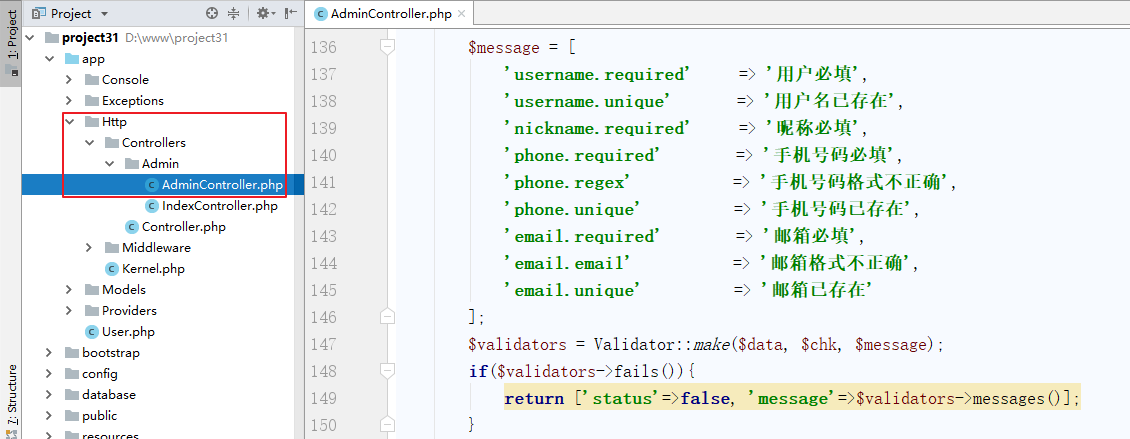 1: Project
7: Structure
Project
project31 D:\www\project31
app
Console
Exceptions
Http
Controllers
Admin
AdminController.php
IndexController.php
Controller.php
Middleware
Kernel.php
Models
Providers
User.php
bootstrap
config
database
public
resources
AdminController.php
136 $message = [
137 'username.required' => '用户必填',
138 'username.unique' => '用户名已存在',
139 'nickname.required' => '昵称必填',
140 'phone.required' => '手机号码必填',
141 'phone.regex' => '手机号码格式不正确',
142 'phone.unique' => '手机号码已存在',
143 'email.required' => '邮箱必填',
144 'email.email' => '邮箱格式不正确',
145 'email.unique' => '邮箱已存在'
146 ];
147 $validators = Validator::make($data, $chk, $message);
148 if($validators->fails()){
149 return ['status'=>false, 'message'=>$validators->messages()];
150 }